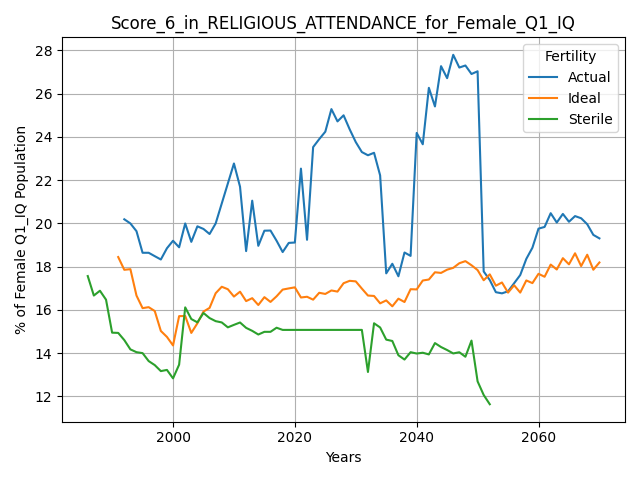 Score_6_in_RELIGIOUS_ATTENDANCE_for_Female_Q1_IQ
% of Female Q1_IQ Population
28
26
24
22
20
18
16
14
12
Fertility
Actual
Ideal
Sterile
2000
2020
2040
2060
Years